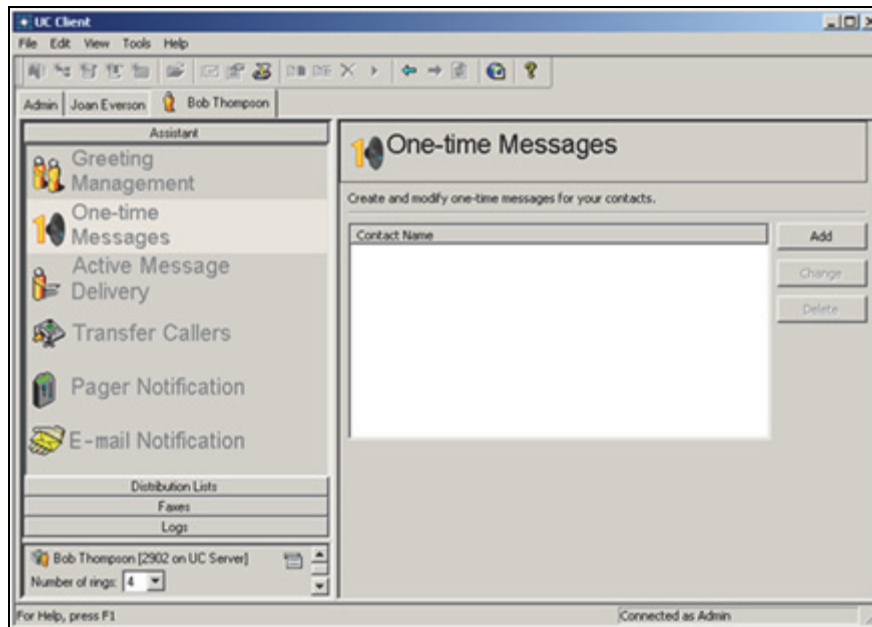 UC Client
File Edit View Tools Help
Admin Joan Everson Bob Thompson
Assistant
Greeting
Management
One-time
Messages
Active Message
Delivery
Transfer Callers
Pager Notification
E-mail Notification
Distribution Lists
Faxes
Logs
Bob Thompson [2902 on UC Server]
Number of rings: 4
One-time Messages
Create and modify one-time messages for your contacts.
Contact Name
Add
Change
Delete
For Help, press F1
Connected as Admin